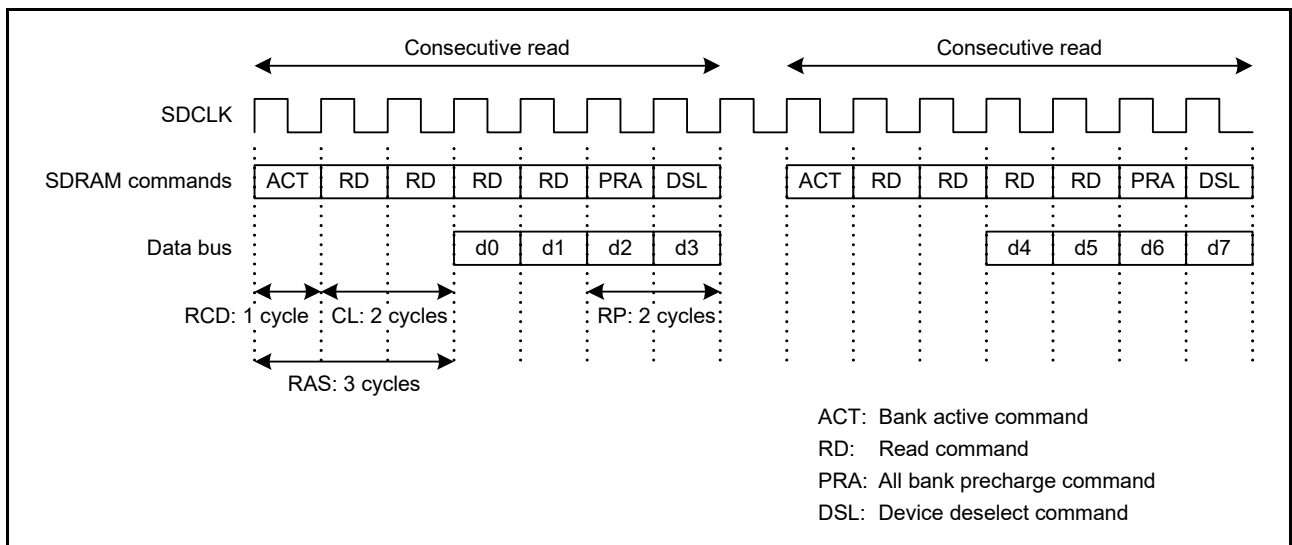 Consecutive read Consecutive read
SDCLK
SDRAM commands ACT RD RD RD RD PRA DSL ACT RD RD RD RD PRA DSL
Data bus d0 d1 d2 d3 d4 d5 d6 d7
RCD: 1 cycle CL: 2 cycles RP: 2 cycles
RAS: 3 cycles
ACT: Bank active command
RD: Read command
PRA: All bank precharge command
DSL: Device deselect command